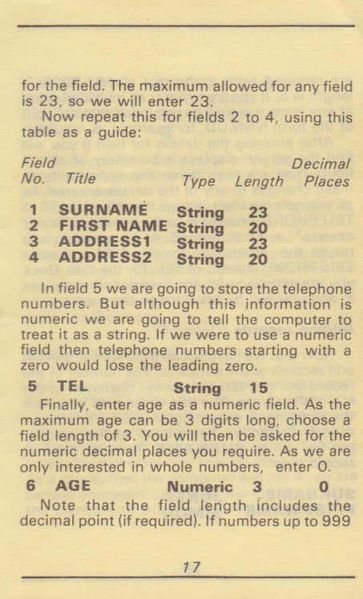 for the field. The maximum allowed for any field
is 23, so we will enter 23.
Now repeat this for fields 2 to 4, using this
table as a guide:
Field Decimal
No. Title Type Length Places
1 SURNAME String 23
2 FIRST NAME String 20
3 ADDRESS1 String 23
4 ADDRESS2 String 20
In field 5 we are going to store the telephone
numbers. But although this information is
numeric we are going to tell the computer to
treat it as a string. If we were to use a numeric
field then telephone numbers starting with a
zero would lose the leading zero.
5 TEL String 15
Finally, enter age as a numeric field. As the
maximum age can be 3 digits long, choose a
field length of 3. You will then be asked for the
numeric decimal places you require. As we are
only interested in whole numbers, enter 0.
6 AGE Numeric 3 0
Note that the field length includes the
decimal point (if required). If numbers up to 999
17